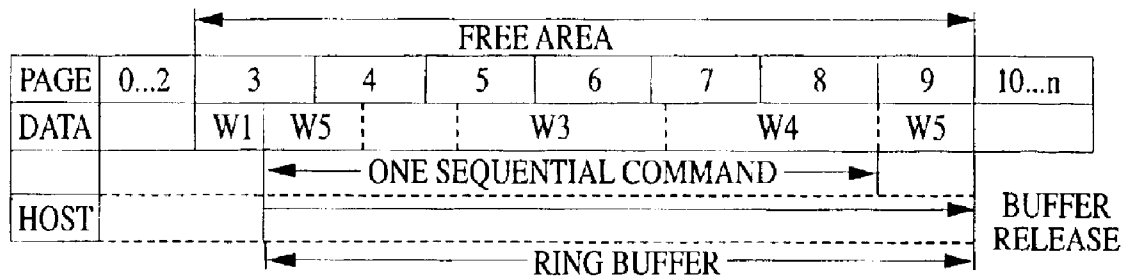 FREE AREA
PAGE 0...2 3 4 5 6 7 8 9 10...n
DATA W1 W5 W3 W4 W5
ONE SEQUENTIAL COMMAND
HOST BUFFER RELEASE
RING BUFFER